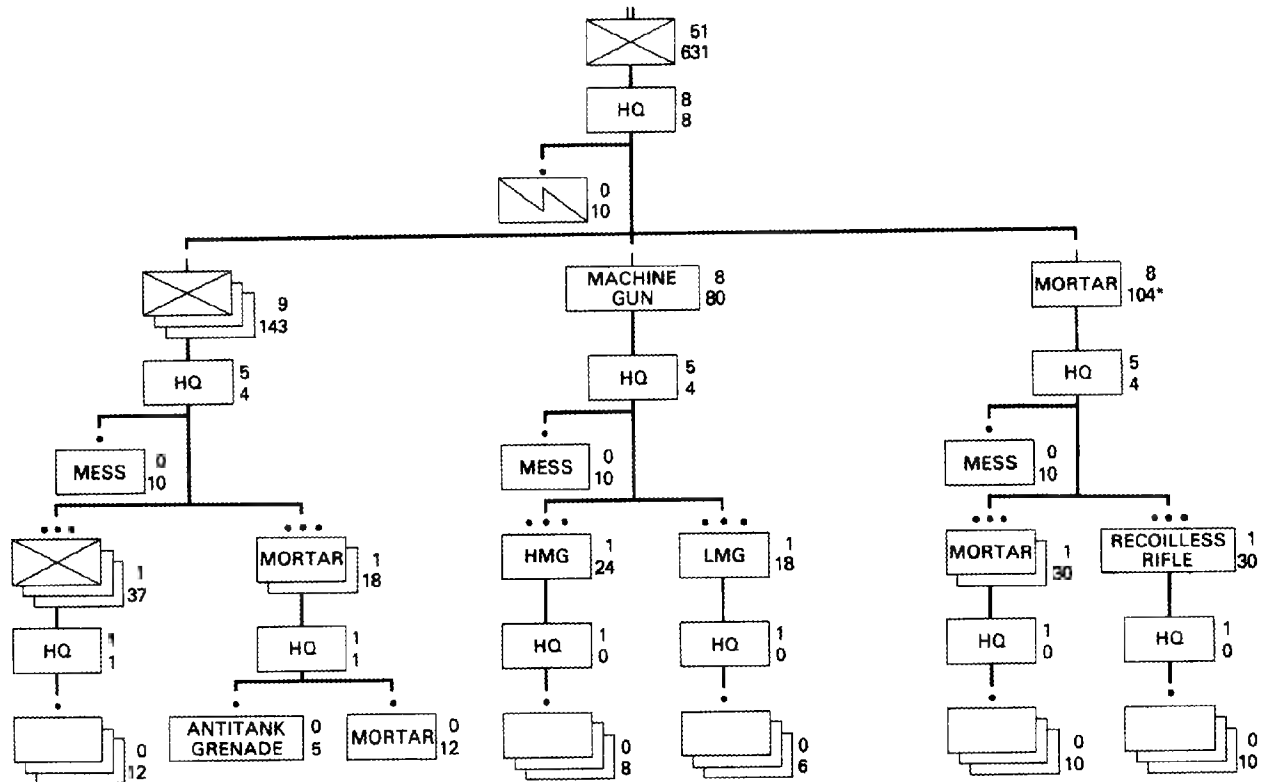 51
631
HQ
8
8
0
10
9
143
MACHINE
GUN
8
80
MORTAR
8
104*
HQ
5
4
HQ
5
4
HQ
5
4
MESS
0
10
MESS
0
10
MESS
0
10
1
37
MORTAR
1
18
HMG
1
24
LMG
1
18
MORTAR
1
30
RECOILLESS
RIFLE
1
30
HQ
1
1
HQ
1
1
HQ
1
0
HQ
1
0
HQ
1
0
HQ
1
0
0
12
ANTITANK
GRENADE
0
5
MORTAR
0
12
0
8
0
6
0
10
0
10